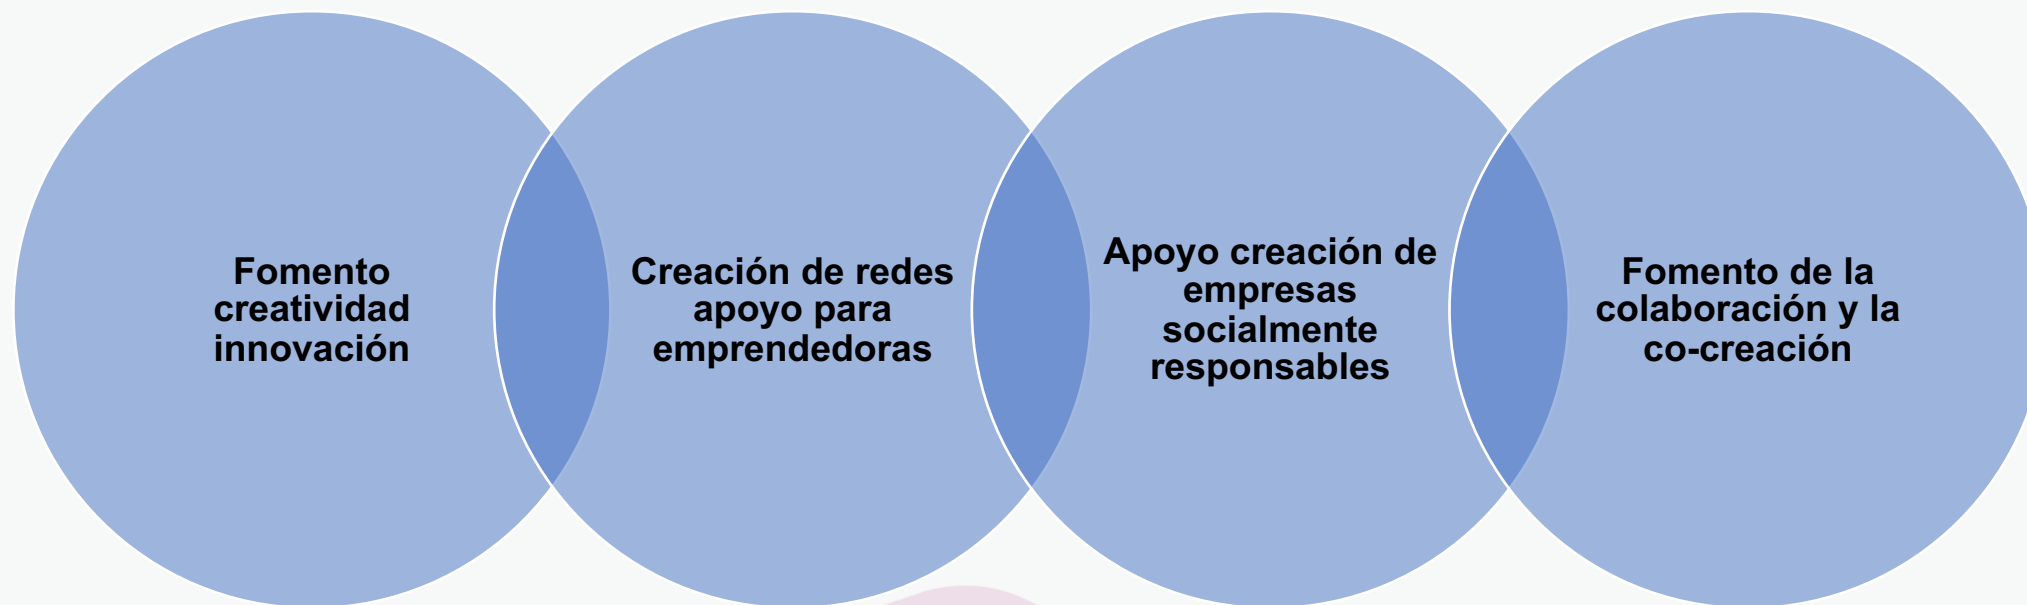 Fomento
creatividad
innovación
Creación de redes
apoyo para
emprendedoras
Apoyo creación de
empresas
socialmente
responsables
Fomento de la
colaboración y la
co-creación